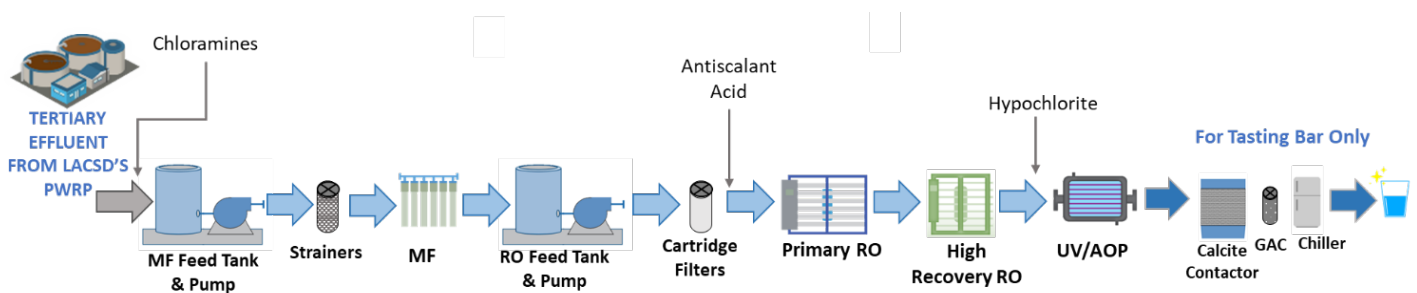 Chloramines
TERTIARY
EFFLUENT
FROM LACSD'S
PWRP
MF Feed Tank
& Pump
Strainers
MF
RO Feed Tank
& Pump
Antiscalant
Acid
Cartridge
Filters
Primary RO
High
Recovery RO
Hypochlorite
UV/AOP
For Tasting Bar Only
Calcite
Contactor
GAC
Chiller